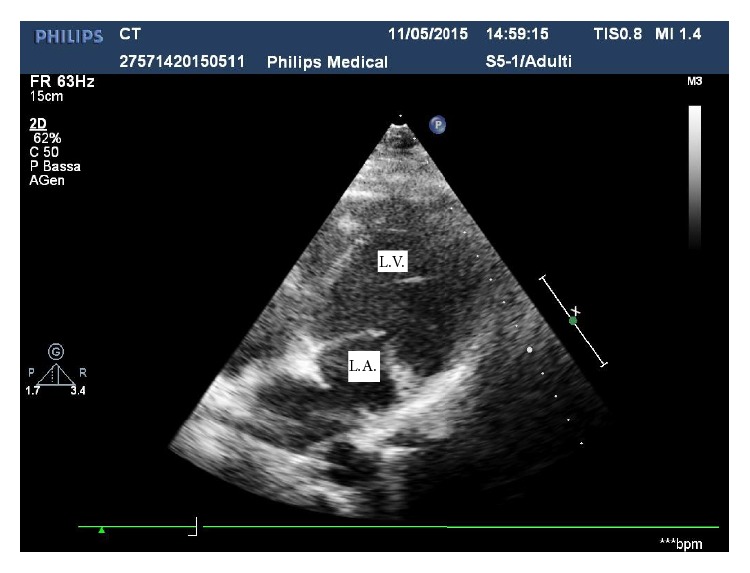 PHILIPS CT 11/05/2015 14:59:15 TIS0.8 MI 1.4
27571420150511 Philips Medical S5-1/Adulti
FR 63Hz
15cm
M3
2D
62%
C 50
P Bassa
AGen
P
L.V.
X
L.A.
G
P R
1.7 3.4
***bpm